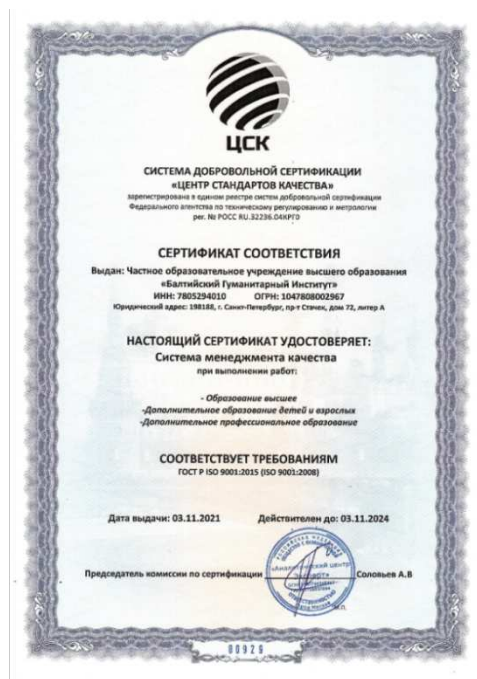 ЦСК
СИСТЕМА ДОБРОВОЛЬНОЙ СЕРТИФИКАЦИИ
«ЦЕНТР СТАНДАРТОВ КАЧЕСТВА»
зарегистрирована в едином реестре систем добровольной сертификации
Федерального агентства по техническому регулированию и метрологии
рег. № РОСС RU.32236.04КРГ0
СЕРТИФИКАТ СООТВЕТСТВИЯ
Выдан: Частное образовательное учреждение высшего образования
«Балтийский Гуманитарный Институт»
ИНН: 7805294010 ОГРН: 1047808002967
Юридический адрес: 198188, г. Санкт-Петербург, пр-т Стачек, дом 72, литер А
НАСТОЯЩИЙ СЕРТИФИКАТ УДОСТОВЕРЯЕТ:
Система менеджмента качества
при выполнении работ:
- Образование высшее
-Дополнительное образование детей и взрослых
-Дополнительное профессиональное образование
СООТВЕТСТВУЕТ ТРЕБОВАНИЯМ
ГОСТ Р ISO 9001:2015 (ISO 9001:2008)
Дата выдачи: 03.11.2021 Действителен до: 03.11.2024
«Аналитический центр
Председатель комиссии по сертификации Соловьев А.В
М.П.
00926